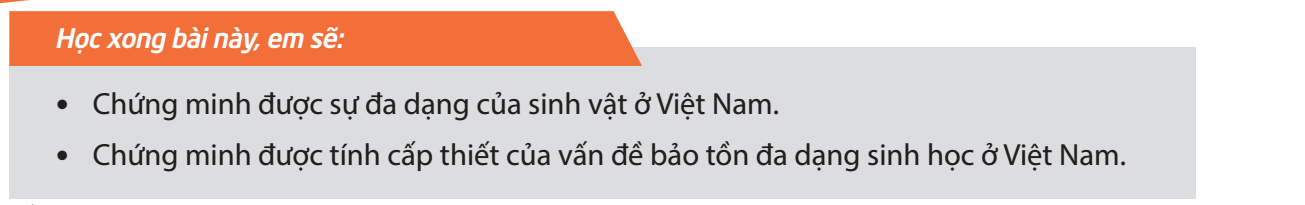 Học xong bài này, em sẽ:
• Chứng minh được sự đa dạng của sinh vật ở Việt Nam.
• Chứng minh được tính cấp thiết của vấn đề bảo tồn đa dạng sinh học ở Việt Nam.